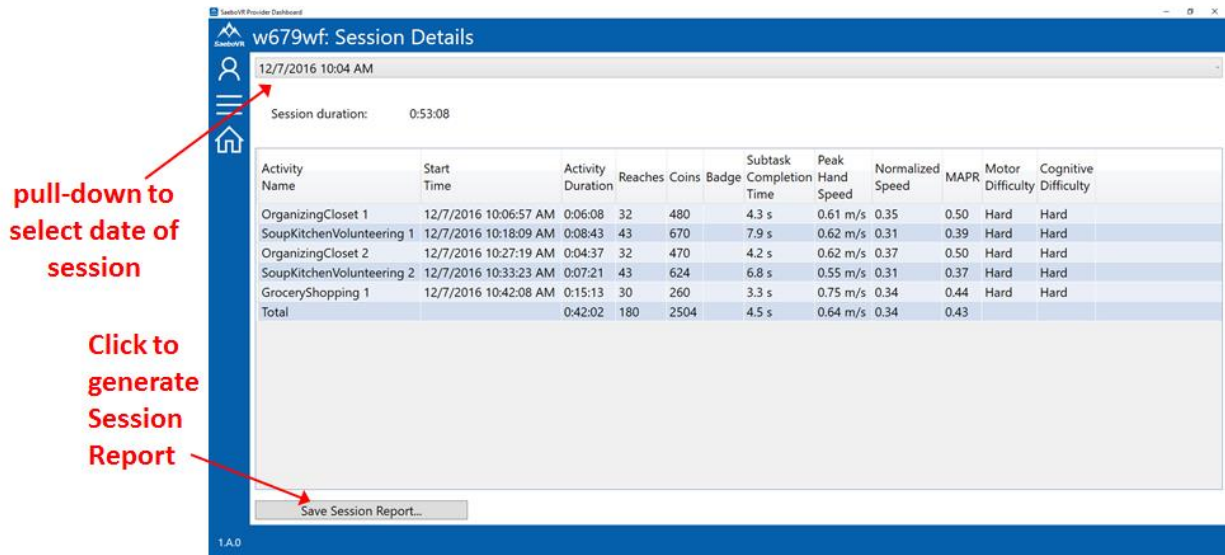 SaeboVR Provider Dashboard
SaeboVR
w679wf: Session Details
12/7/2016 10:04 AM
Session duration: 0:53:08
Activity Name Start Time Activity Duration Reaches Coins Badge Subtask Completion Time Peak Hand Speed Normalized Speed MAPR Motor Difficulty Cognitive Difficulty
OrganizingCloset 1 12/7/2016 10:06:57 AM 0:06:08 32 480 4.3 s 0.61 m/s 0.35 0.50 Hard Hard
SoupKitchenVolunteering 1 12/7/2016 10:18:09 AM 0:08:43 43 670 7.9 s 0.62 m/s 0.31 0.39 Hard Hard
OrganizingCloset 2 12/7/2016 10:27:19 AM 0:04:37 32 470 4.2 s 0.62 m/s 0.37 0.50 Hard Hard
SoupKitchenVolunteering 2 12/7/2016 10:33:23 AM 0:07:21 43 624 6.8 s 0.55 m/s 0.31 0.37 Hard Hard
GroceryShopping 1 12/7/2016 10:42:08 AM 0:15:13 30 260 3.3 s 0.75 m/s 0.34 0.44 Hard Hard
Total 0:42:02 180 2504 4.5 s 0.64 m/s 0.34 0.43
pull-down to
select date of
session
Click to
generate
Session
Report
Save Session Report...
1.A.0